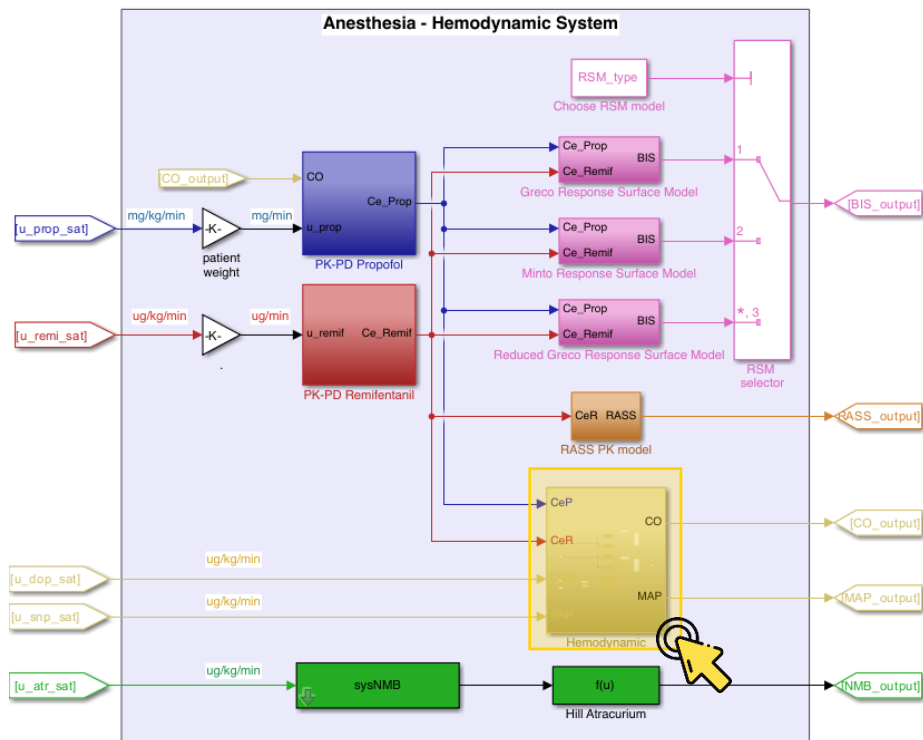 Anesthesia - Hemodynamic System
RSM_type
Choose RSM model
1
2
*, 3
RSM
selector
[CO_output]
CO
Ce_Prop
u_prop
PK-PD Propofol
[u_prop_sat]
mg/kg/min
-K-
mg/min
patient
weight
Ce_Prop
BIS
Ce_Remif
Greco Response Surface Model
[BIS_output]
Ce_Prop
BIS
Ce_Remif
Minto Response Surface Model
[u_remi_sat]
ug/kg/min
-K-
ug/min
.
u_remif
Ce_Remif
PK-PD Remifentanil
Ce_Prop
BIS
Ce_Remif
Reduced Greco Response Surface Model
CeR
RASS
RASS PK model
RASS_output]
CeP
CO
CeR
MAP
SNP
Hemodynamic
[CO_output]
[MAP_output]
[u_dop_sat]
ug/kg/min
[u_snp_sat]
ug/kg/min
[u_atr_sat]
ug/kg/min
sysNMB
f(u)
Hill Atracurium
[NMB_output]